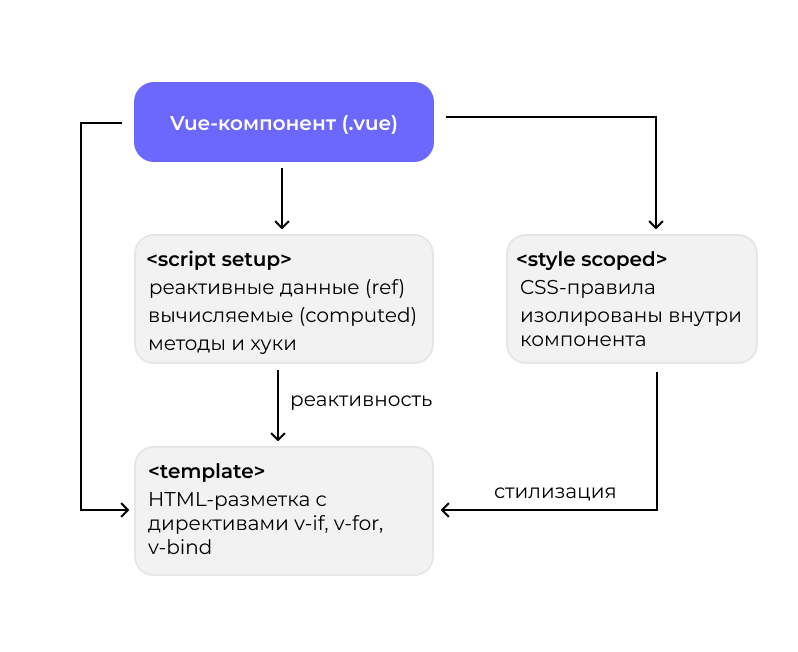 Vue-компонент (.vue)
<script setup>
реактивные данные (ref)
вычисляемые (computed)
методы и хуки
<style scoped>
CSS-правила
изолированы внутри
компонента
реактивность
<template>
HTML-разметка с
директивами v-if, v-for,
v-bind
стилизация